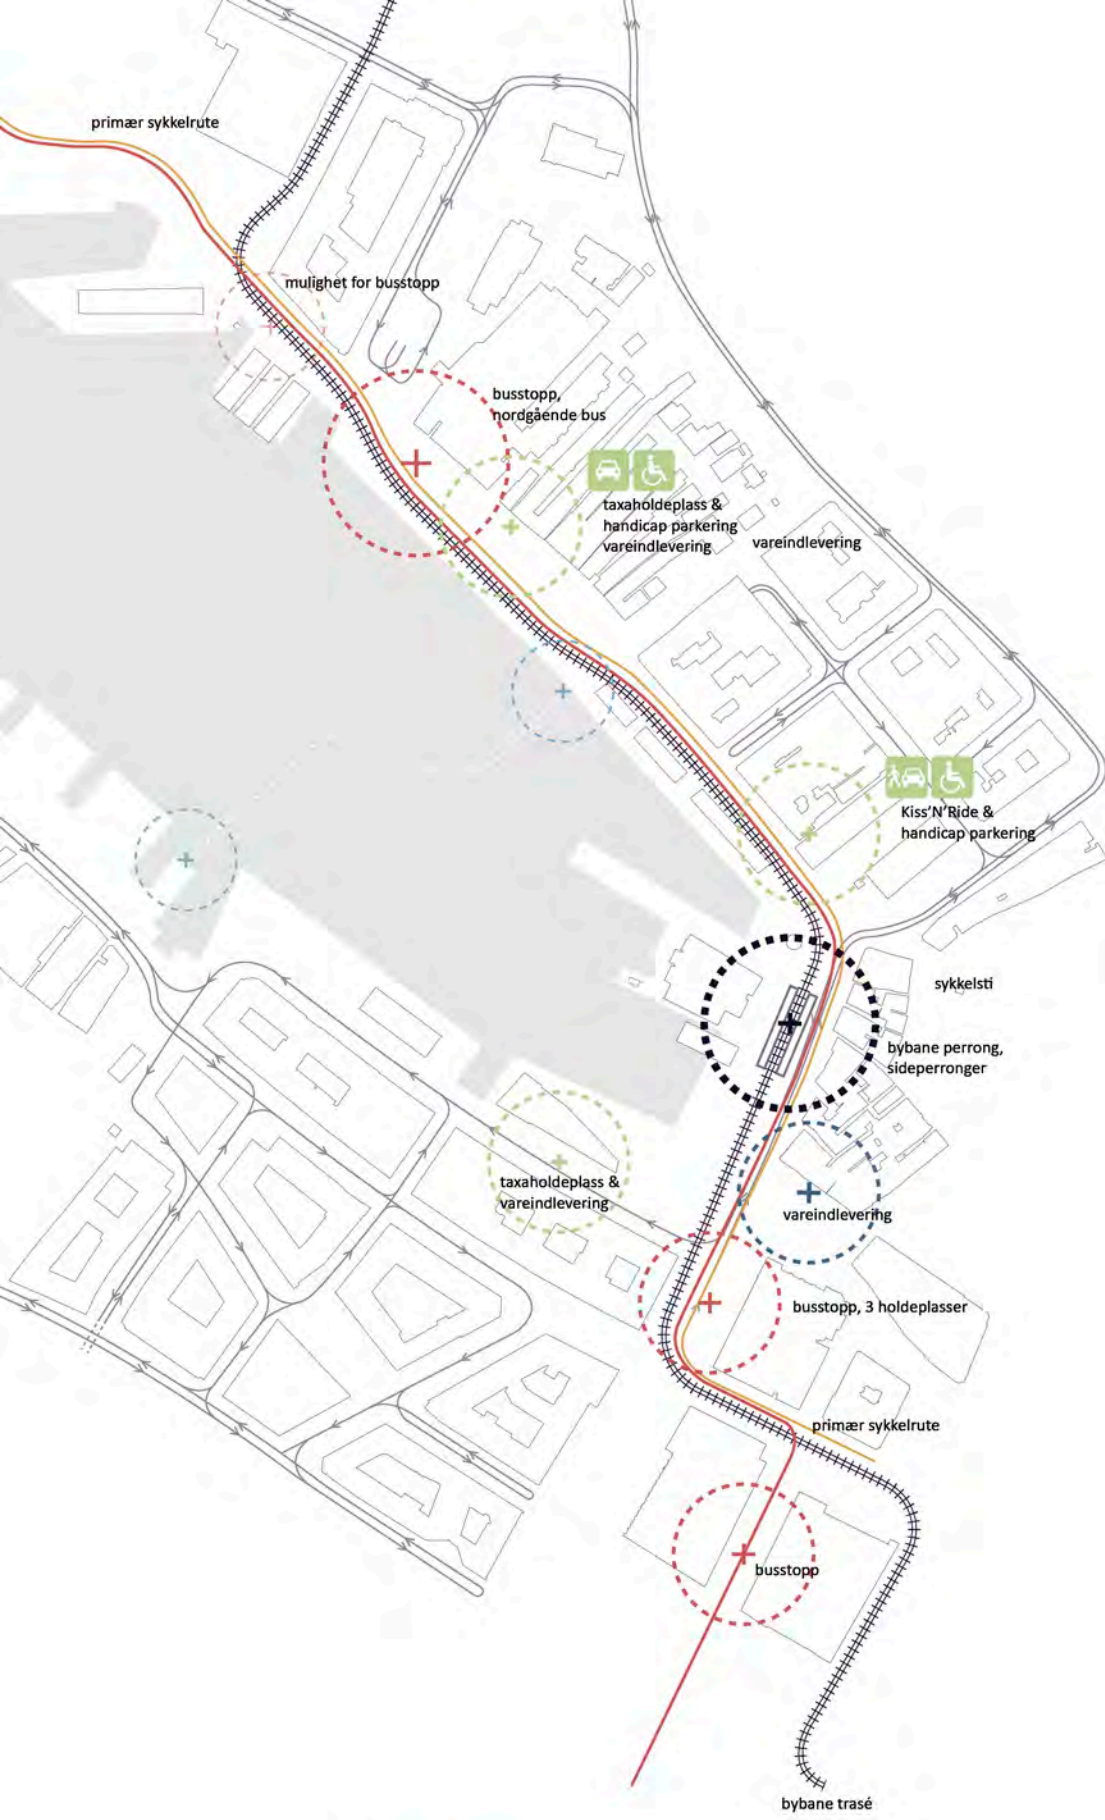 primær sykkelrute
mulighet for busstopp
busstopp,
nordgående bus
taxaholdeplass &
handicap parkering
vareindlevering
vareindlevering
Kiss'N'Ride &
handicap parkering
sykkelsti
bybane perrong,
sideperronger
taxaholdeplass &
vareindlevering
vareindlevering
busstopp, 3 holdeplasser
primær sykkelrute
busstopp
bybane trasé